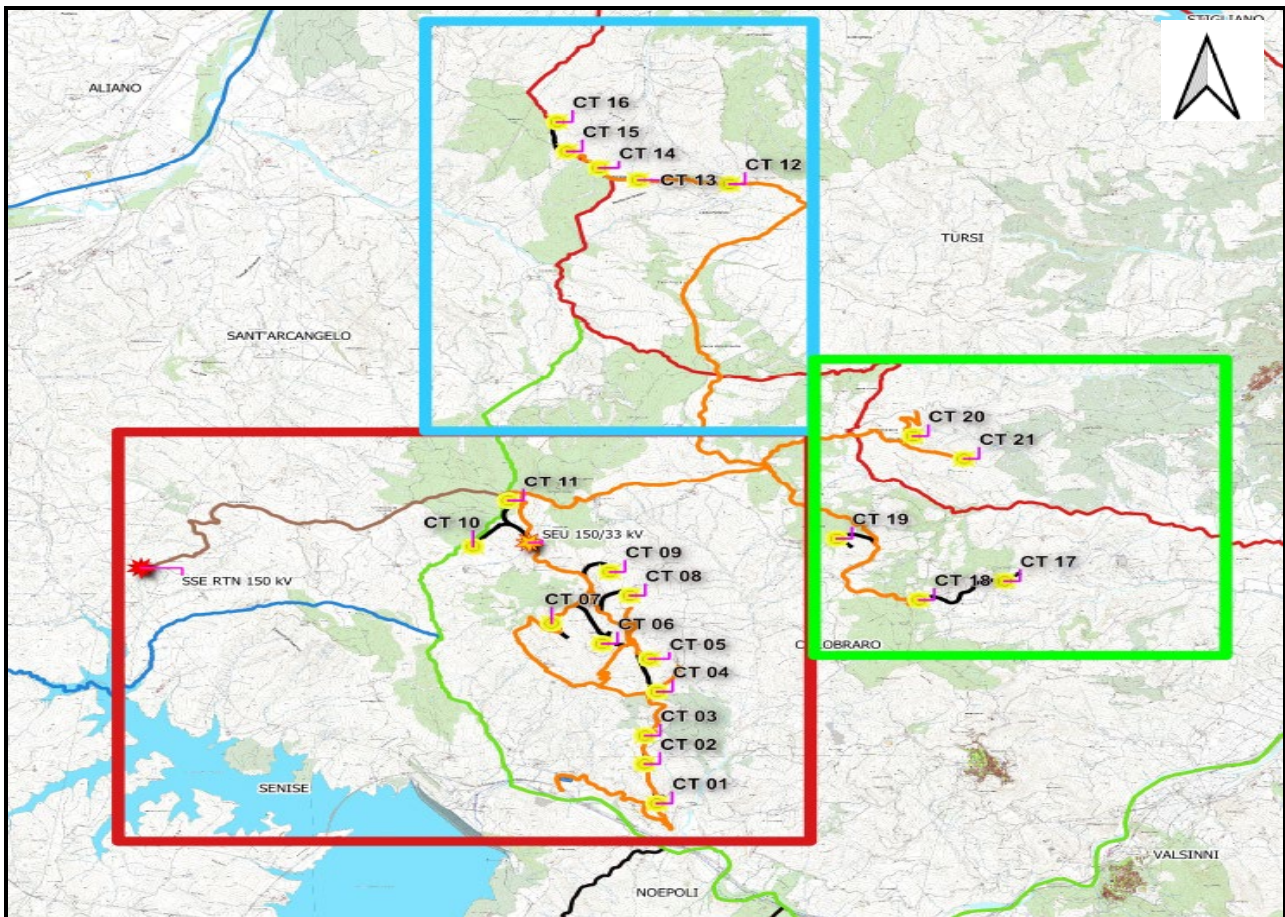 STIGLIANO
ALIANO
CT 16
CT 15
CT 14
CT 13
CT 12
TURSI
SANT'ARCANGELO
CT 20
CT 21
CT 11
CT 10
SEU 150/33 kV
CT 19
CT 09
SSE RTN 150 kV
CT 08
CT 17
CT 18
CT 07
CT 06
CT 05
COLOBRARO
CT 04
CT 03
CT 02
SENISE
CT 01
VALSINNI
NOEPOLI